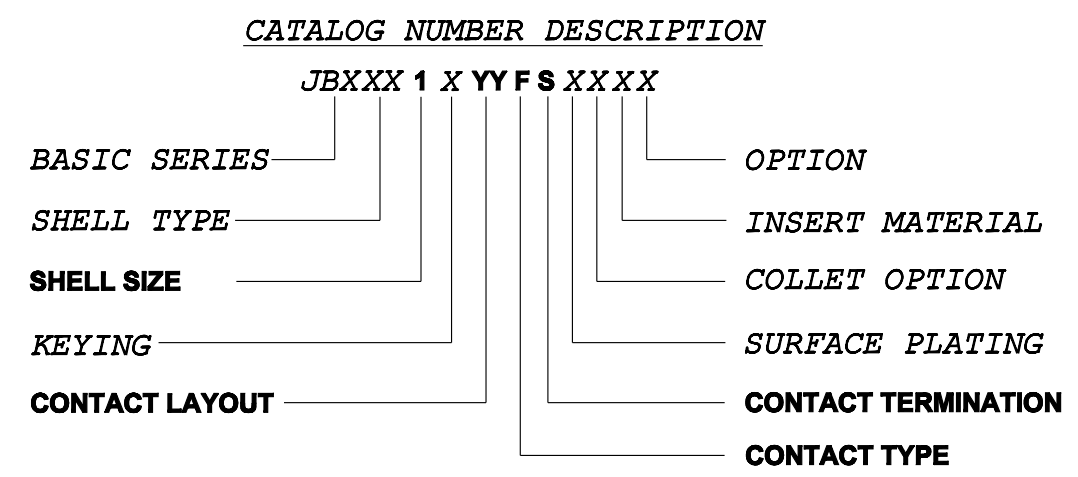 CATALOG NUMBER DESCRIPTION
JBXXX 1 X YY F S X X X X
BASIC SERIES
SHELL TYPE
SHELL SIZE
KEYING
CONTACT LAYOUT
OPTION
INSERT MATERIAL
COLLET OPTION
SURFACE PLATING
CONTACT TERMINATION
CONTACT TYPE